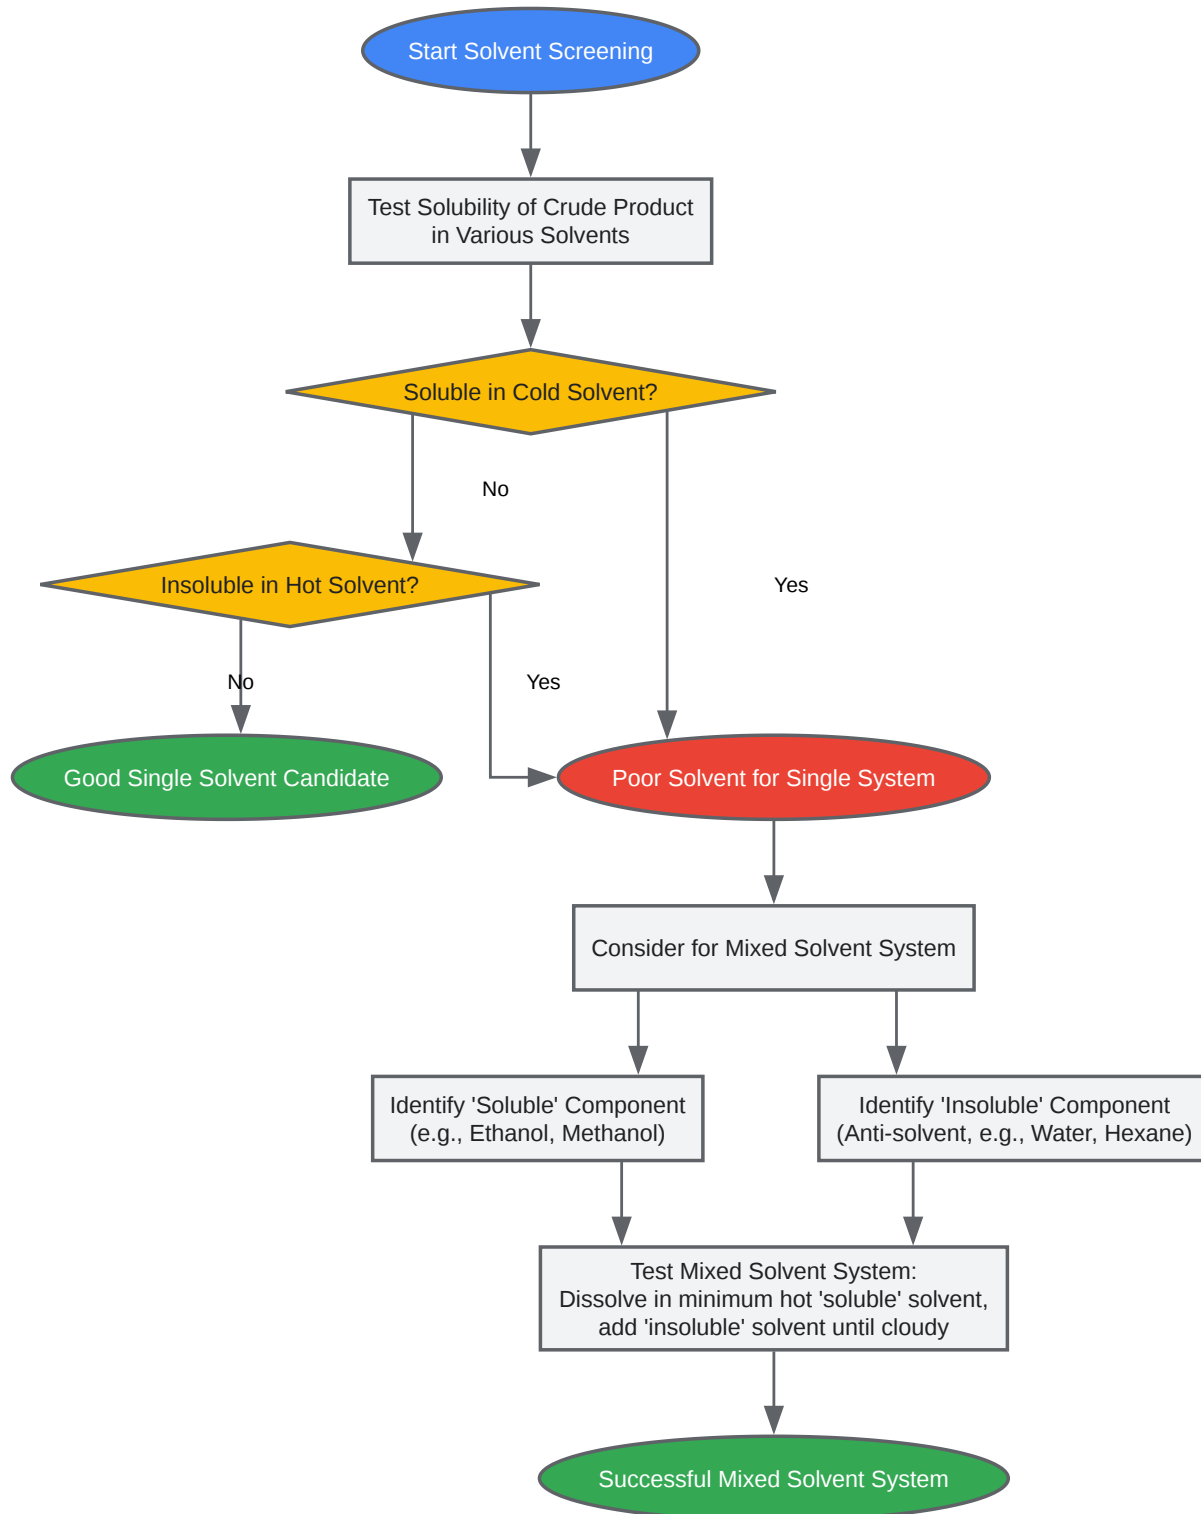 Start Solvent Screening
Test Solubility of Crude Product
in Various Solvents
Soluble in Cold Solvent?
No
Yes
Insoluble in Hot Solvent?
No
Yes
Good Single Solvent Candidate
Poor Solvent for Single System
Consider for Mixed Solvent System
Identify 'Soluble' Component
(e.g., Ethanol, Methanol)
Identify 'Insoluble' Component
(Anti-solvent, e.g., Water, Hexane)
Test Mixed Solvent System:
Dissolve in minimum hot 'soluble' solvent,
add 'insoluble' solvent until cloudy
Successful Mixed Solvent System